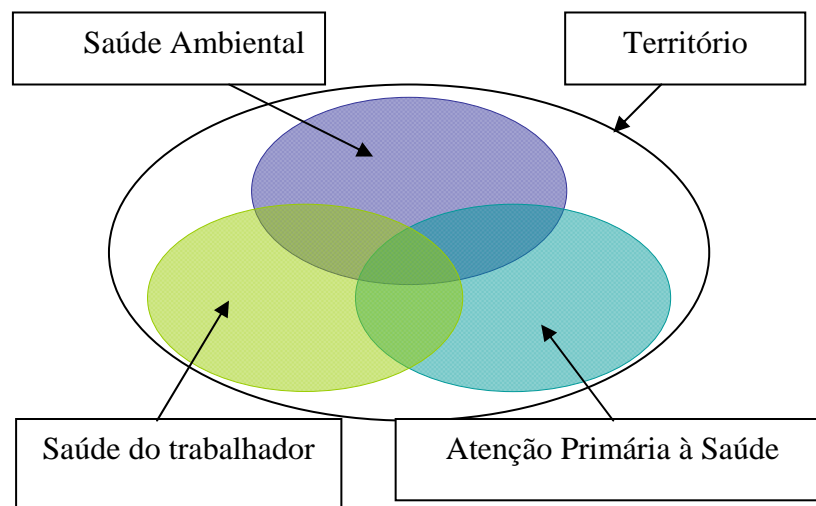 Saúde Ambiental
Território
Saúde do trabalhador
Atenção Primária à Saúde